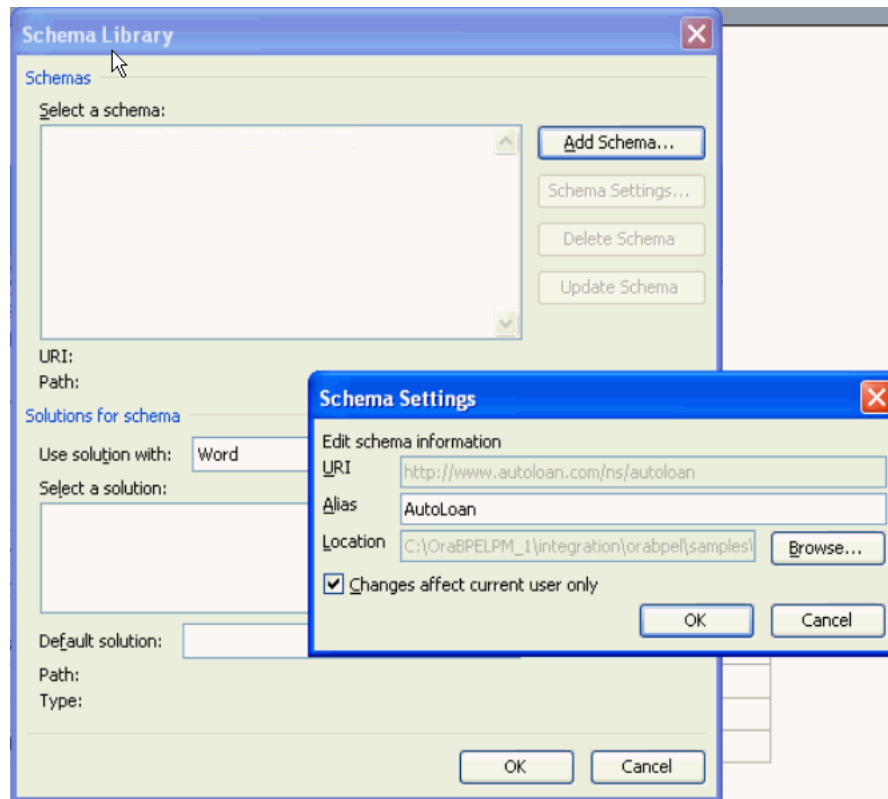 Schema Library
Schemas
Select a schema:
Add Schema...
Schema Settings...
Delete Schema
Update Schema
URI:
Path:
Solutions for schema
Use solution with: Word
Select a solution:
Default solution:
Path:
Type:
OK Cancel
Schema Settings
Edit schema information
URI http://www.autoloan.com/ns/autoloan
Alias AutoLoan
Location C:\OraBPELPM_1\integration\orabpel\samples\ Browse...
Changes affect current user only
OK Cancel